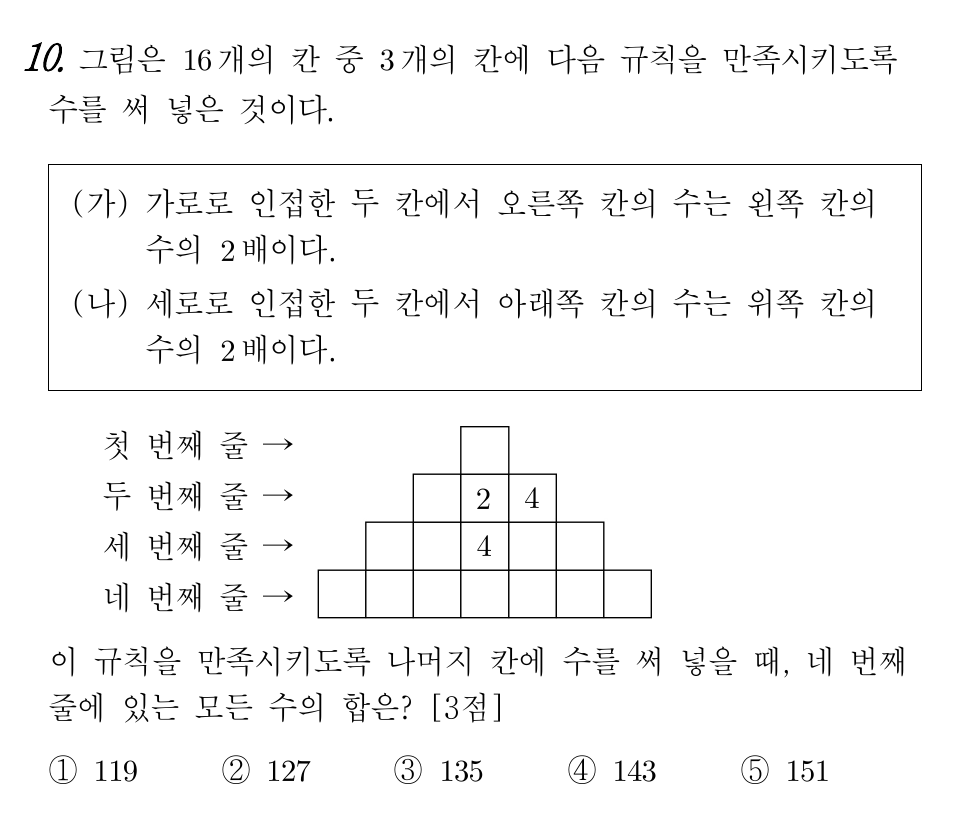 10. 그림은 16개의 칸 중 3개의 칸에 다음 규칙을 만족시키도록
수를 써 넣은 것이다.
(가) 가로로 인접한 두 칸에서 오른쪽 칸의 수는 왼쪽 칸의
수의 2배이다.
(나) 세로로 인접한 두 칸에서 아래쪽 칸의 수는 위쪽 칸의
수의 2배이다.
첫 번째 줄 →
두 번째 줄 → 2 4
세 번째 줄 → 4
네 번째 줄 →
이 규칙을 만족시키도록 나머지 칸에 수를 써 넣을 때, 네 번째
줄에 있는 모든 수의 합은? [3점]
① 119 ② 127 ③ 135 ④ 143 ⑤ 151